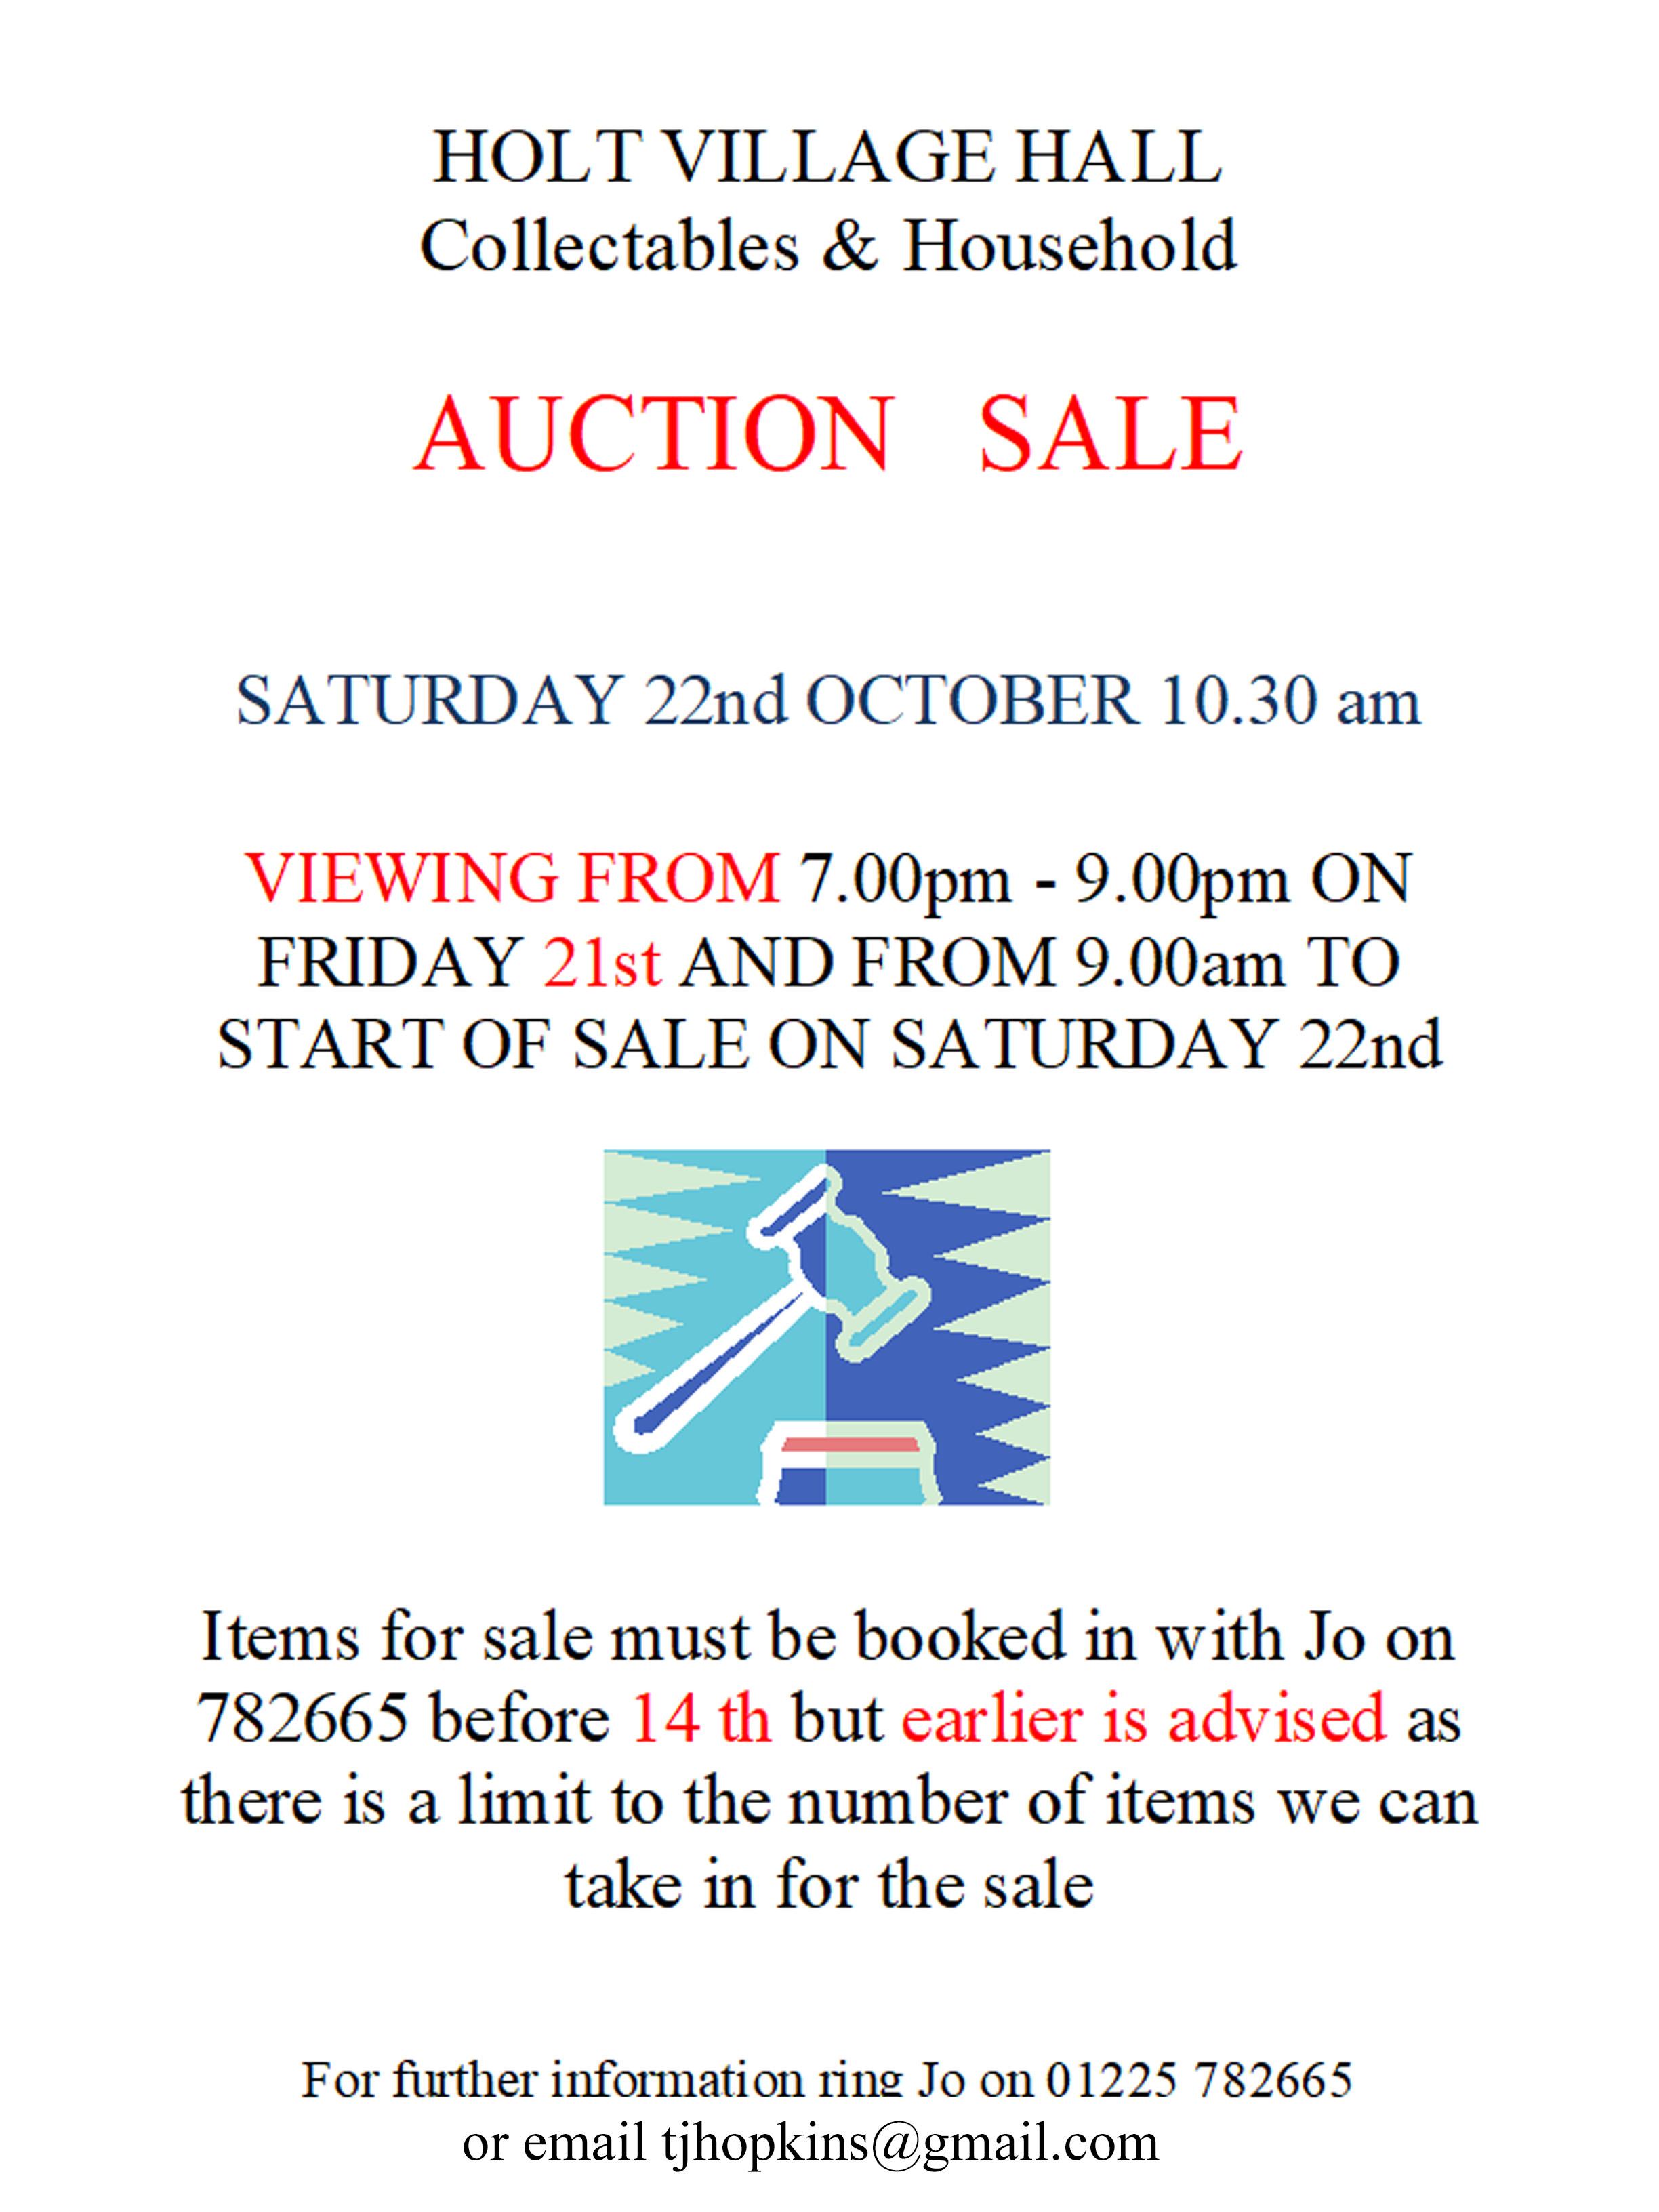 HOLT VILLAGE HALL
Collectables & Household
AUCTION SALE
SATURDAY 22nd OCTOBER 10.30 am
VIEWING FROM 7.00pm - 9.00pm ON
FRIDAY 21st AND FROM 9.00am TO
START OF SALE ON SATURDAY 22nd
Items for sale must be booked in with Jo on
782665 before 14 th but earlier is advised as
there is a limit to the number of items we can
take in for the sale
For further information ring Jo on 01225 782665
or email tjhopkins@gmail.com